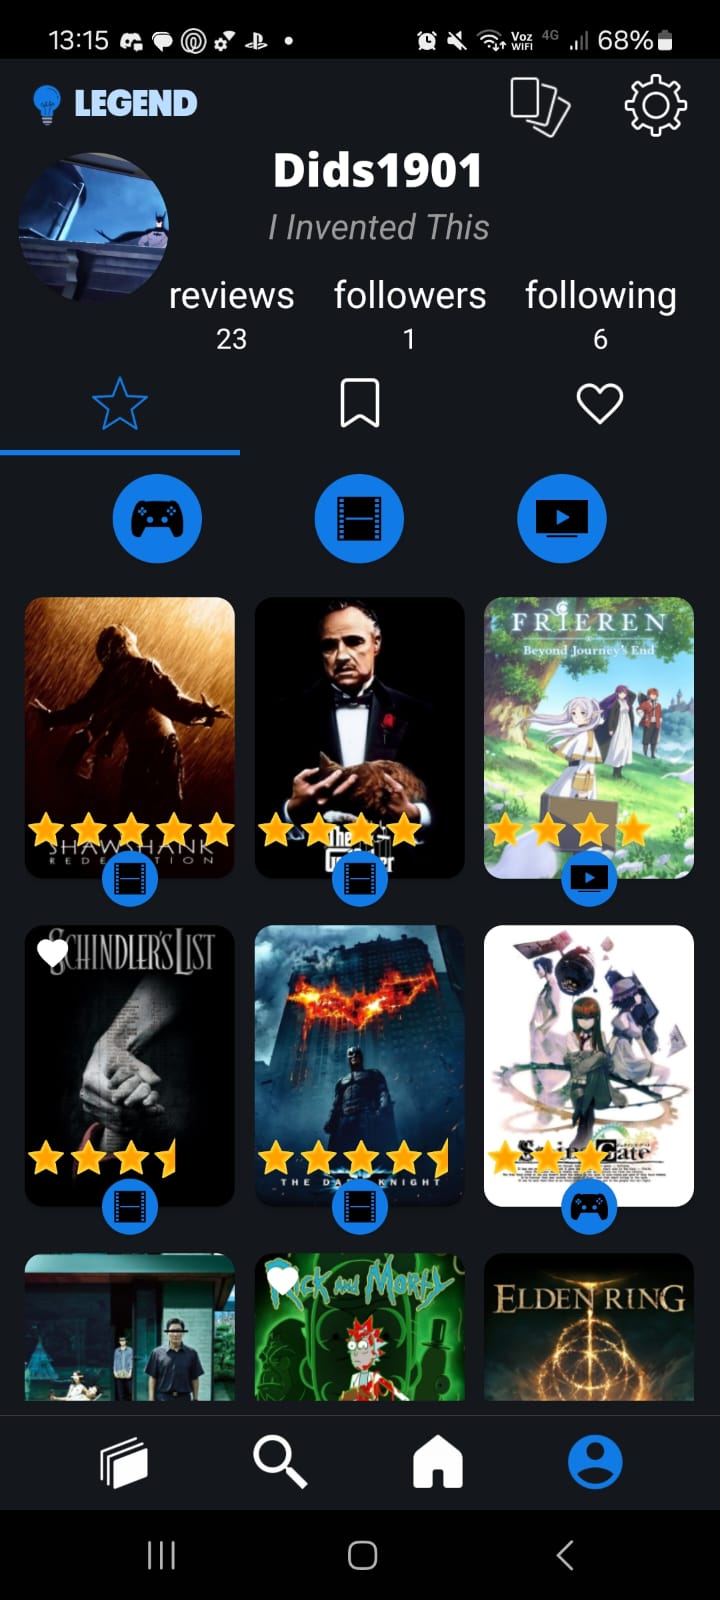 13:15
Voz
WIFI
4G
68%
LEGEND
Dids1901
I Invented This
reviews
followers
following
23
1
6
SHAWSHANK
REDEMPTION
The
Godfather
FRIEREN
Beyond Journey's End
SCHINDLER'S LIST
THE DARK KNIGHT
Steins;Gate
Rick and Morty
ELDEN RING